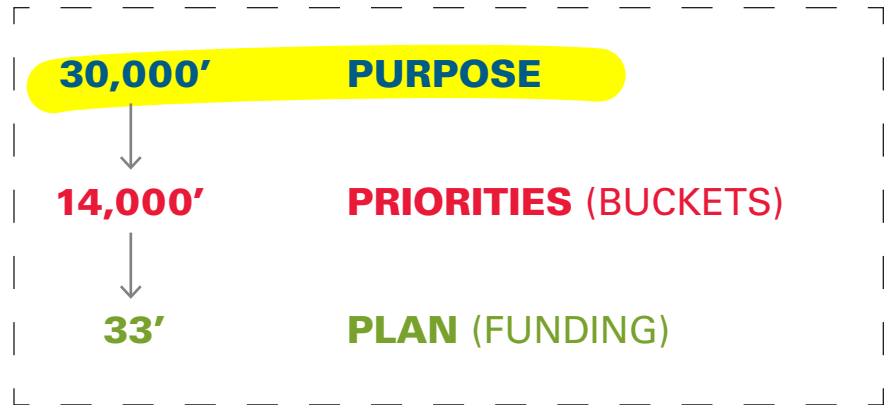 30,000’ PURPOSE
14,000’ PRIORITIES (BUCKETS)
33’ PLAN (FUNDING)